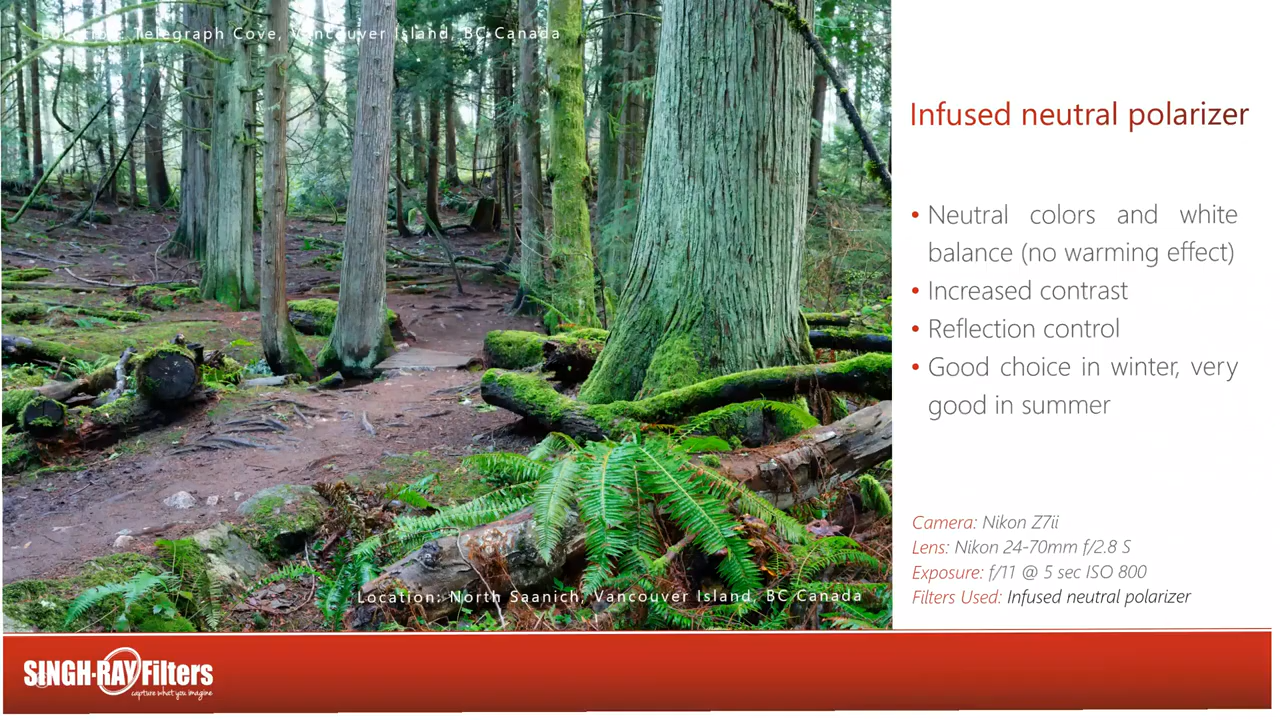 Location: Telegraph Cove, Vancouver Island, BC Canada
Infused neutral polarizer
• Neutral colors and white
balance (no warming effect)
• Increased contrast
• Reflection control
• Good choice in winter, very
good in summer
Camera: Nikon Z7ii
Lens: Nikon 24-70mm f/2.8 S
Exposure: f/11 @ 5 sec ISO 800
Filters Used: Infused neutral polarizer
Location: North Saanich, Vancouver Island, BC Canada
SINGH-RAY Filters
capture what you imagine